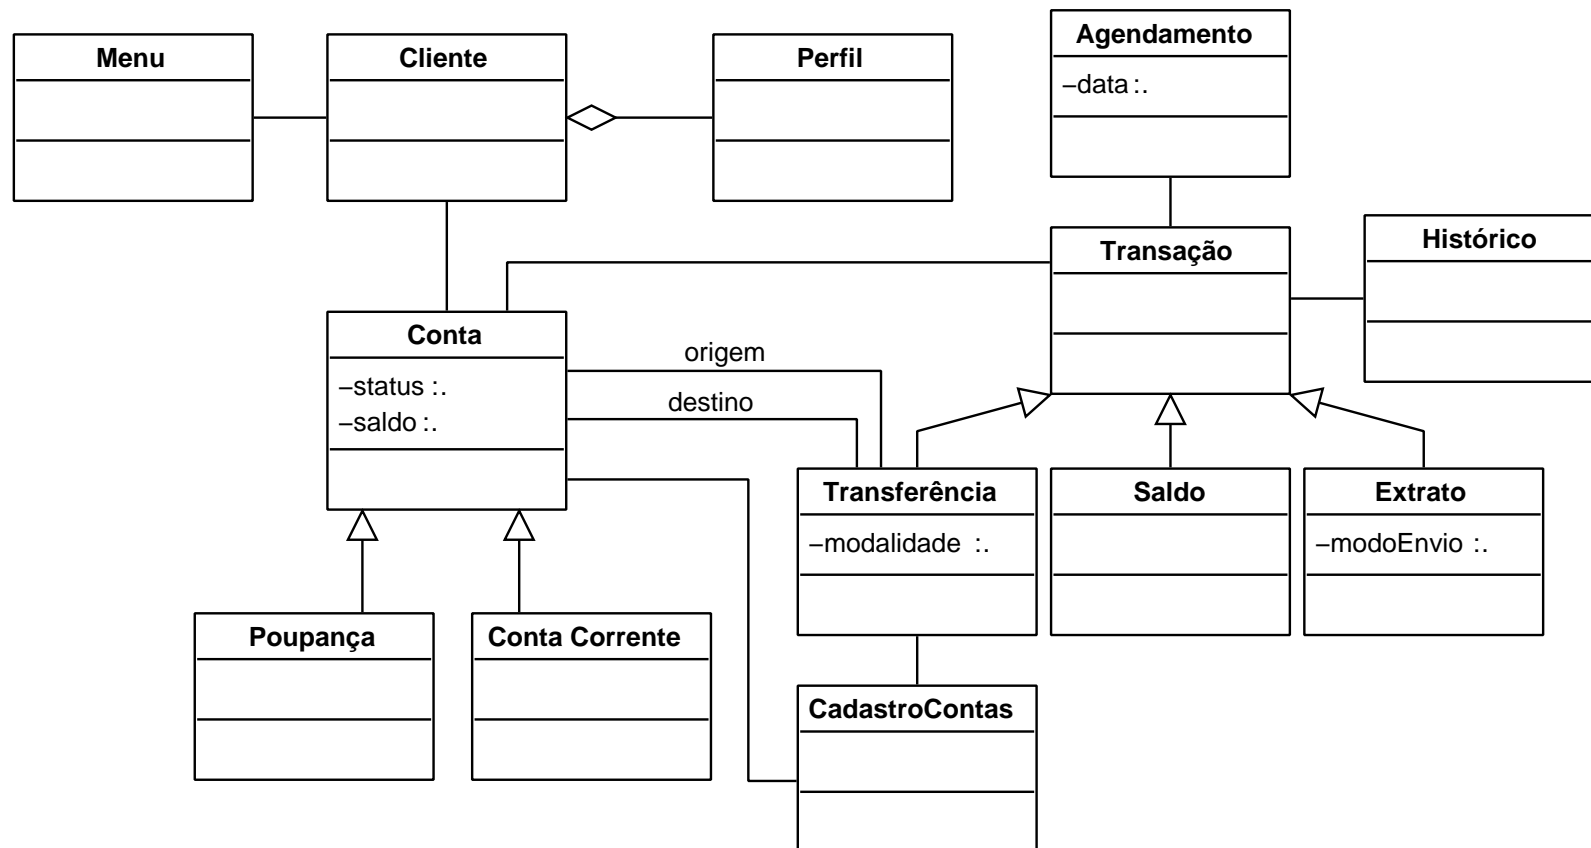 Menu
Cliente
Perfil
Agendamento
–data :.
Transação
Histórico
Conta
–status :.
–saldo :.
origem
destino
Transferência
–modalidade :.
Saldo
Extrato
–modoEnvio :.
Poupança
Conta Corrente
CadastroContas